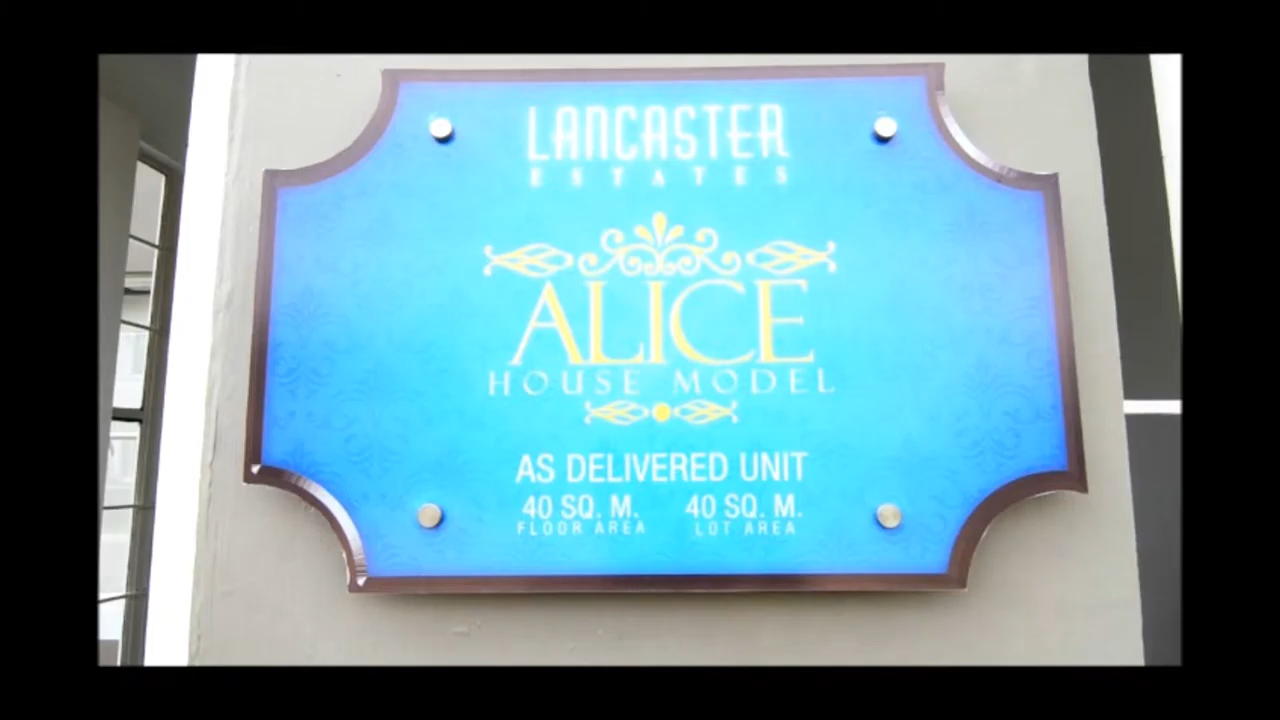 LANCASTER
ESTATES
ALICE
HOUSE MODEL
AS DELIVERED UNIT
40 SQ. M. 40 SQ. M.
FLOOR AREA LOT AREA